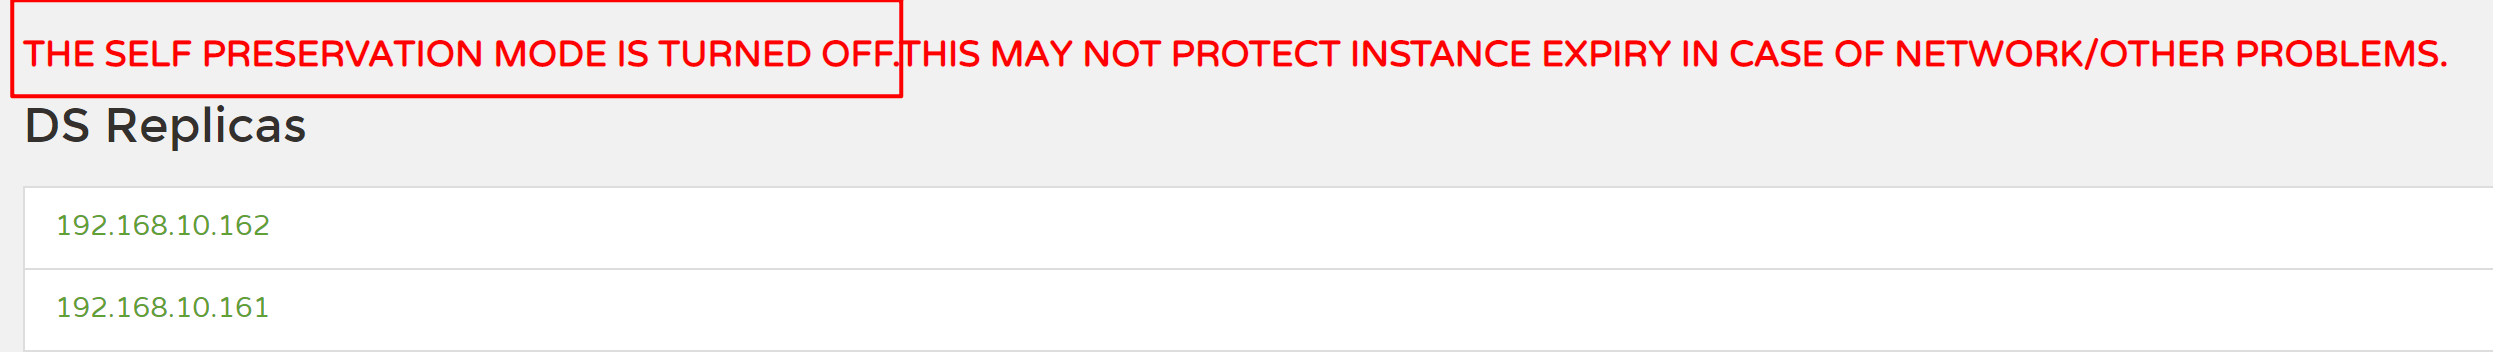 THE SELF PRESERVATION MODE IS TURNED OFF.THIS MAY NOT PROTECT INSTANCE EXPIRY IN CASE OF NETWORK/OTHER PROBLEMS.
DS Replicas
192.168.10.162
192.168.10.161